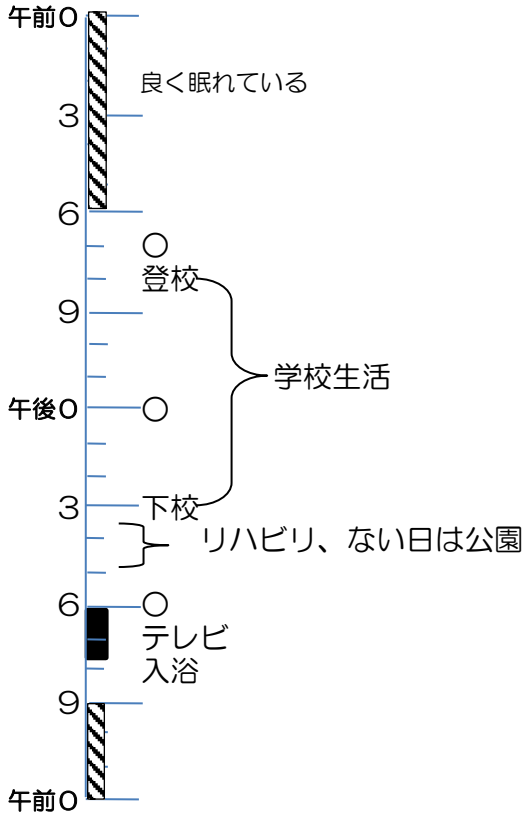 午前０
良く眠れている
３
６
○
登校
９
学校生活
午後０ ○
３ 下校
リハビリ、ない日は公園
６ ○
テレビ
入浴
９
午前０